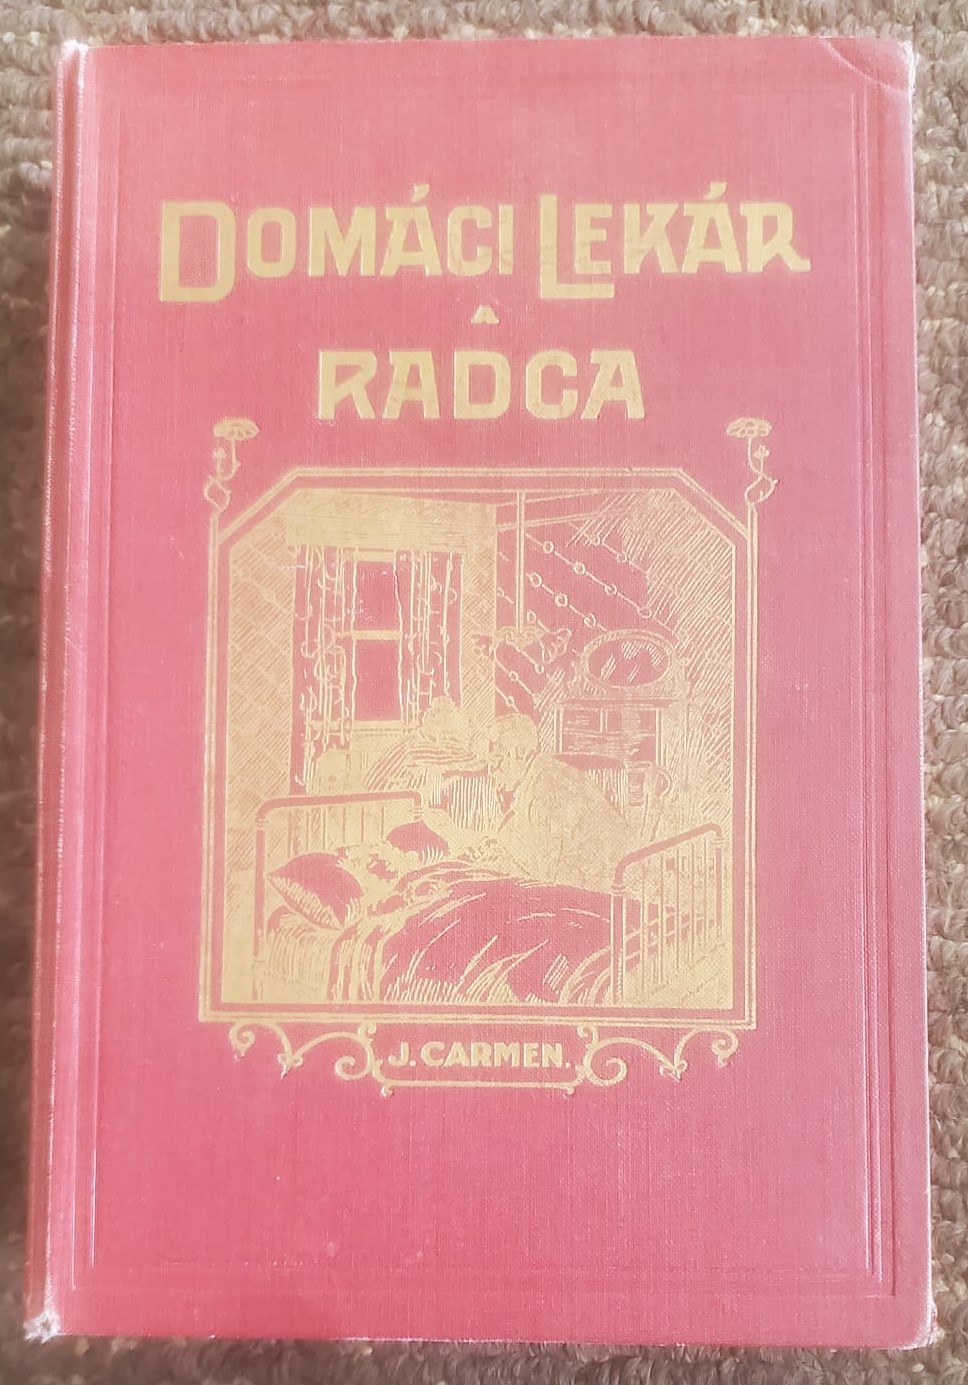 DOMÁCI LEKÁR
A
RADCA
J. CARMEN.